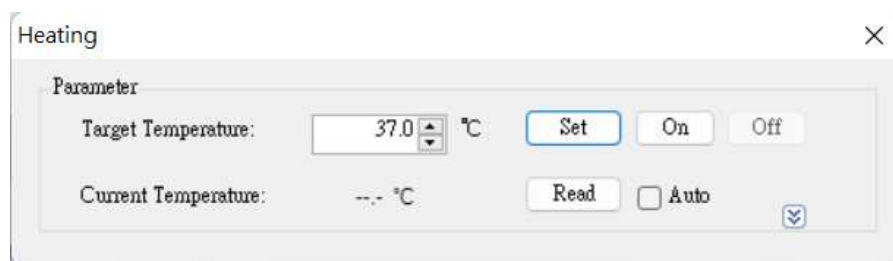 Heating
Parameter
Target Temperature: 37.0 °C Set On Off
Current Temperature: --.- °C Read Auto